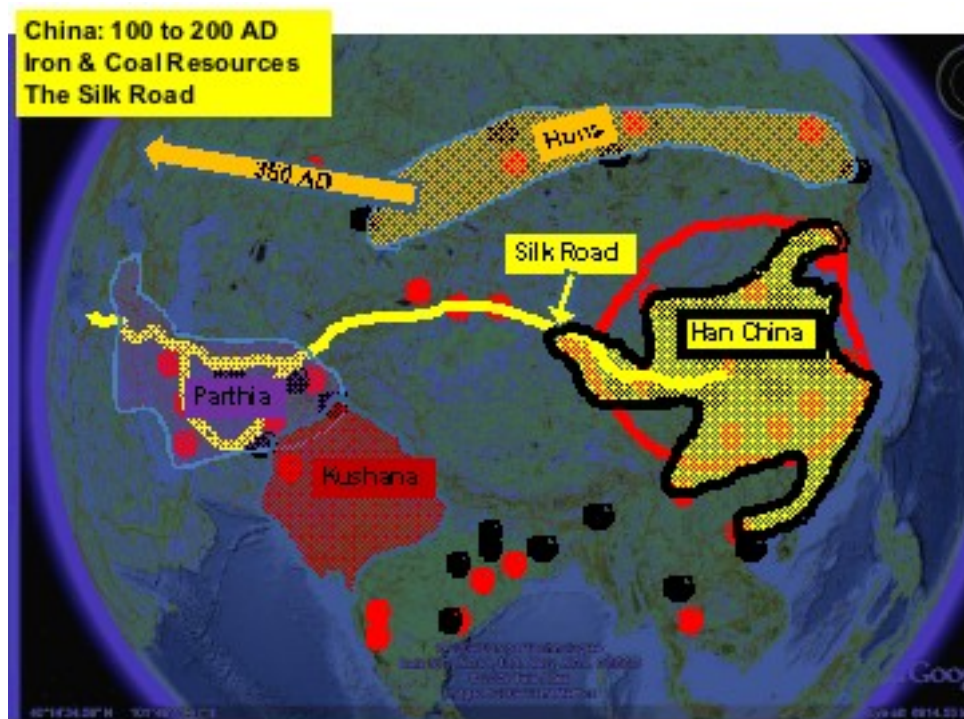 China: 100 to 200 AD
Iron & Coal Resources
The Silk Road
Huns
350 AD
Silk Road
Han China
Parthia
Kushana